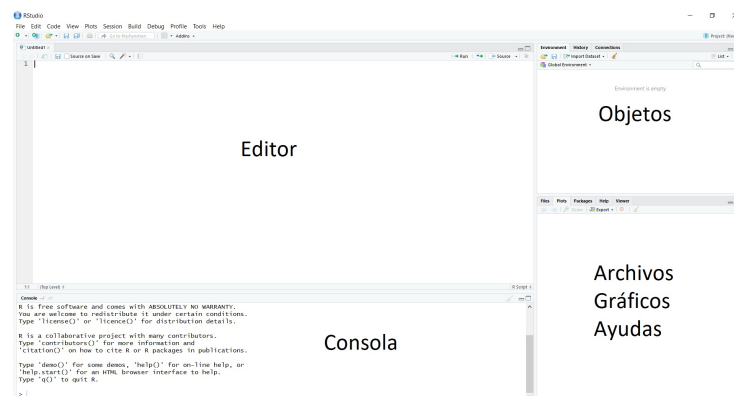 RStudio
File Edit Code View Plots Session Build Debug Profile Tools Help
Go to file/function
Addins
Project: (None)
Untitled1
Source on Save
Run
Source
1
Editor
1:1 (Top Level) R Script
Console
R is free software and comes with ABSOLUTELY NO WARRANTY.
You are welcome to redistribute it under certain conditions.
Type 'license()' or 'licence()' for distribution details.
R is a collaborative project with many contributors.
Type 'contributors()' for more information and
'citation()' on how to cite R or R packages in publications.
Type 'demo()' for some demos, 'help()' for on-line help, or
'help.start()' for an HTML browser interface to help.
Type 'q()' to quit R.
>
Consola
Environment History Connections
Import Dataset
List
Global Environment
Environment is empty
Objetos
Files Plots Packages Help Viewer
Zoom Export
Archivos
Gráficos
Ayudas